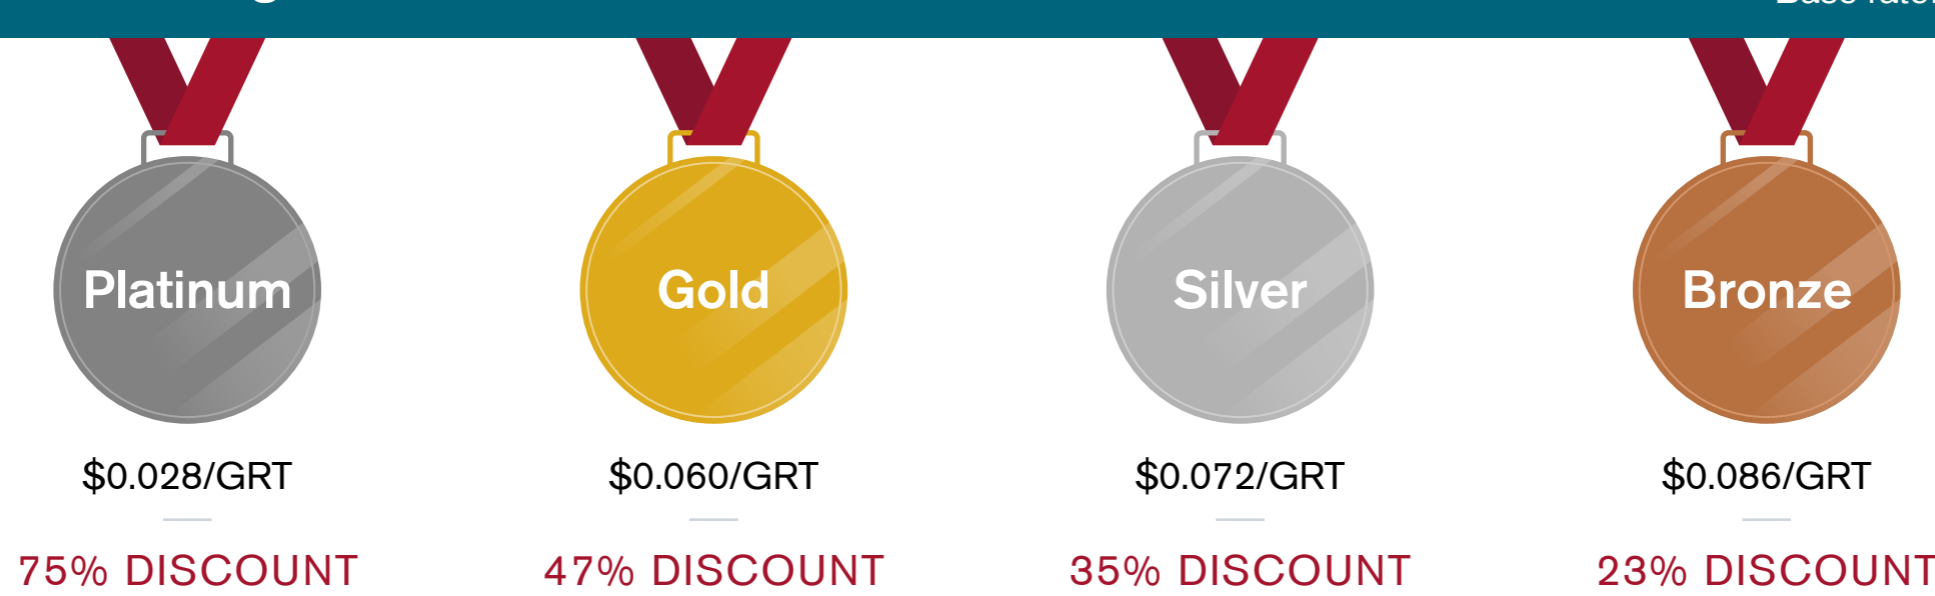 Platinum
Gold
Silver
Bronze
$0.028/GRT
$0.060/GRT
$0.072/GRT
$0.086/GRT
75% DISCOUNT
47% DISCOUNT
35% DISCOUNT
23% DISCOUNT